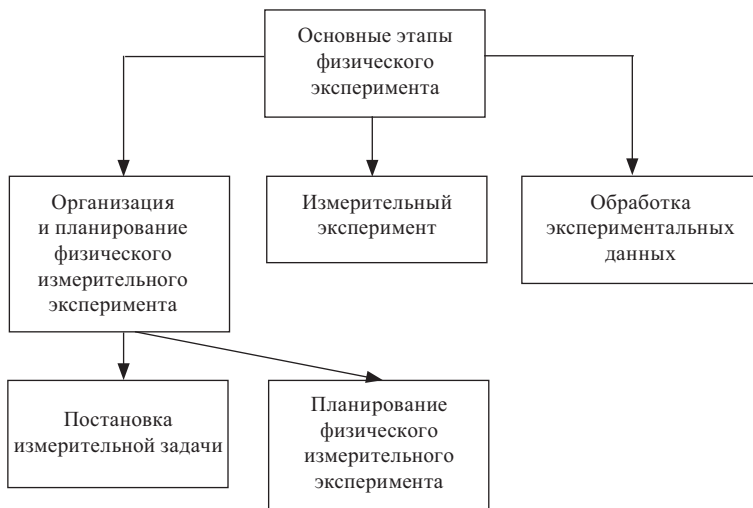 Основные этапы
физического
эксперимента
Организация
и планирование
физического
измерительного
эксперимента
Измерительный
эксперимент
Обработка
экспериментальных
данных
Постановка
измерительной задачи
Планирование
физического
измерительного
эксперимента